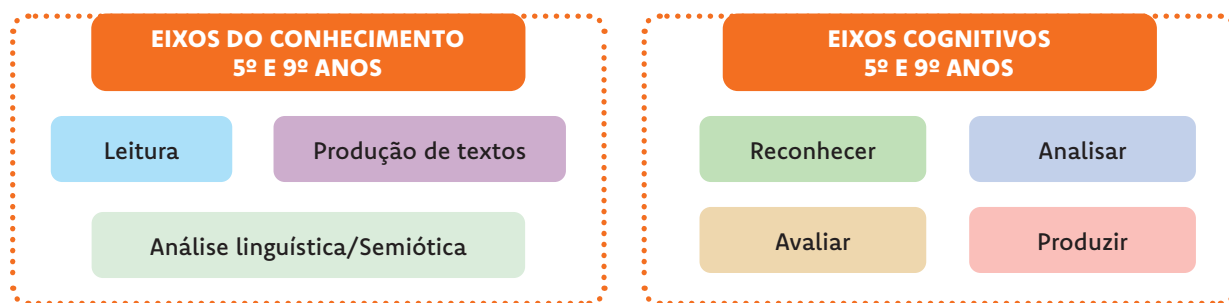 EIXOS DO CONHECIMENTO
5º E 9º ANOS
Leitura
Produção de textos
Análise linguística/Semiótica
EIXOS COGNITIVOS
5º E 9º ANOS
Reconhecer
Analisar
Avaliar
Produzir